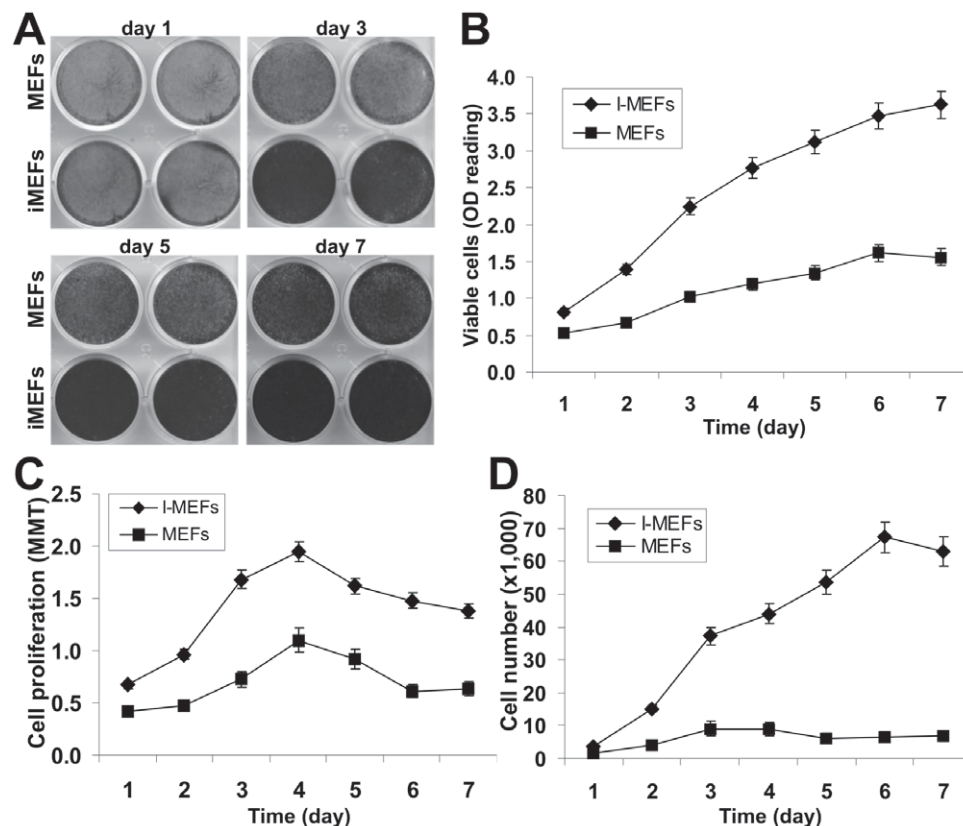 A
day 1
day 3
MEFs
iMEFs
day 5
day 7
MEFs
iMEFs
B
Viable cells (OD reading)
4.0
3.5
3.0
2.5
2.0
1.5
1.0
0.5
0.0
I-MEFs
MEFs
1 2 3 4 5 6 7
Time (day)
C
Cell proliferation (MMT)
2.5
2.0
1.5
1.0
0.5
0.0
I-MEFs
MEFs
1 2 3 4 5 6 7
Time (day)
D
Cell number (x1,000)
80
70
60
50
40
30
20
10
0
I-MEFs
MEFs
1 2 3 4 5 6 7
Time (day)